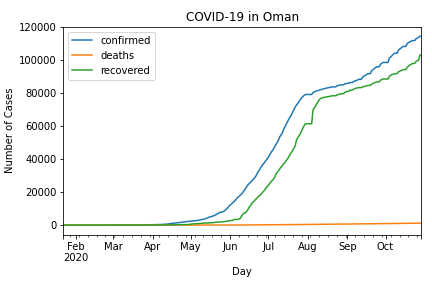 COVID-19 in Oman
120000
100000
80000
60000
40000
20000
0
Number of Cases
confirmed
deaths
recovered
Feb Mar Apr May Jun Jul Aug Sep Oct
2020
Day